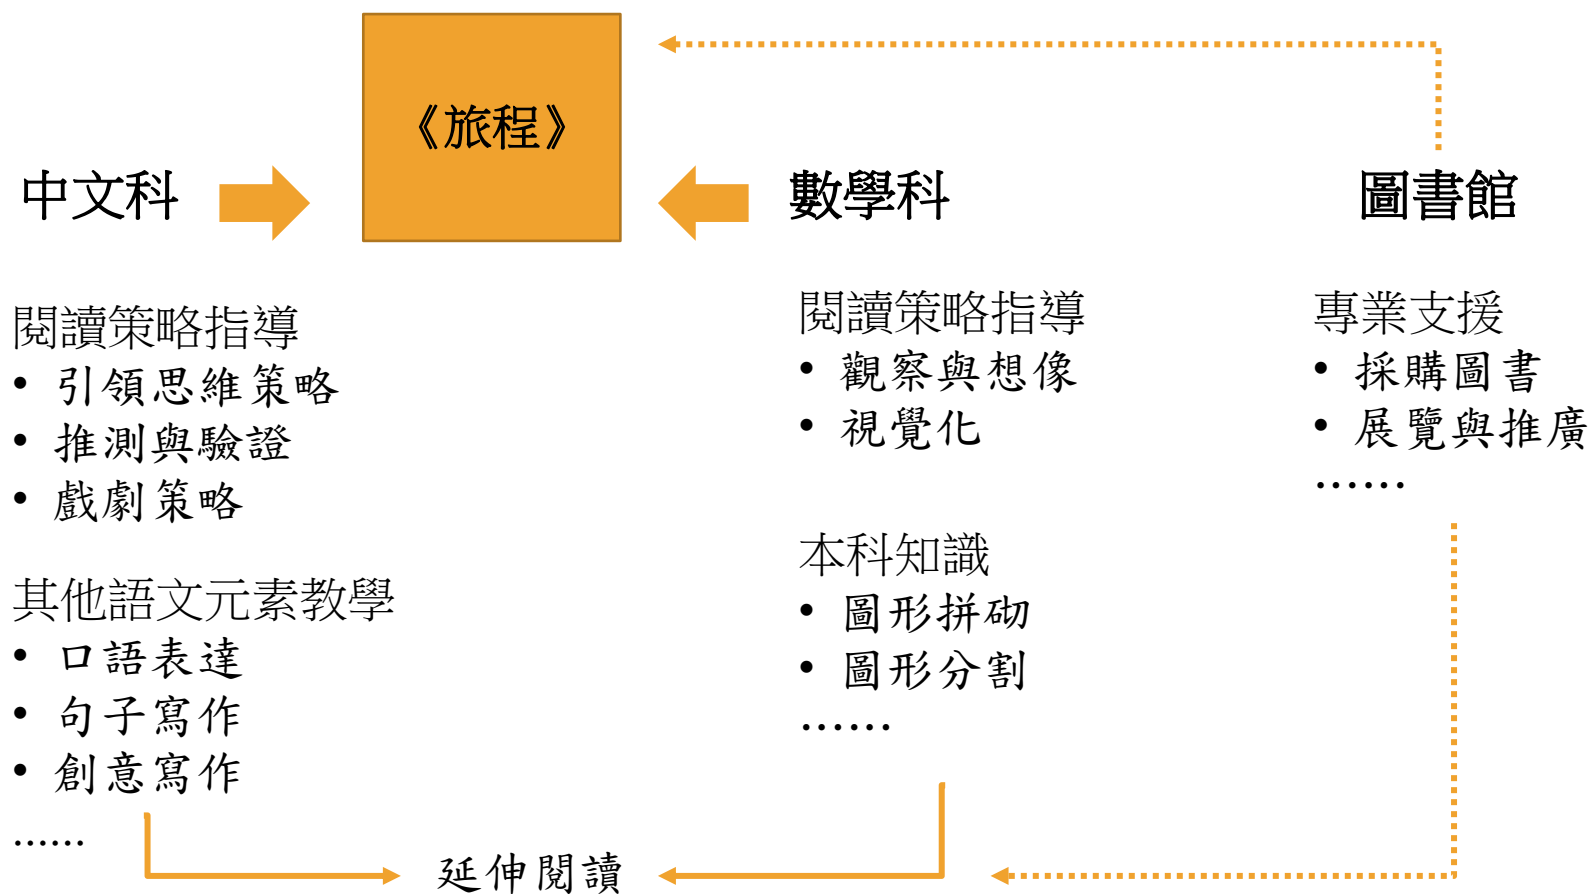 《旅程》
中文科
閱讀策略指導
• 引領思維策略
• 推測與驗證
• 戲劇策略
其他語文元素教學
• 口語表達
• 句子寫作
• 創意寫作
……
數學科
閱讀策略指導
• 觀察與想像
• 視覺化
本科知識
• 圖形拼砌
• 圖形分割
……
圖書館
專業支援
• 採購圖書
• 展覽與推廣
……
延伸閱讀